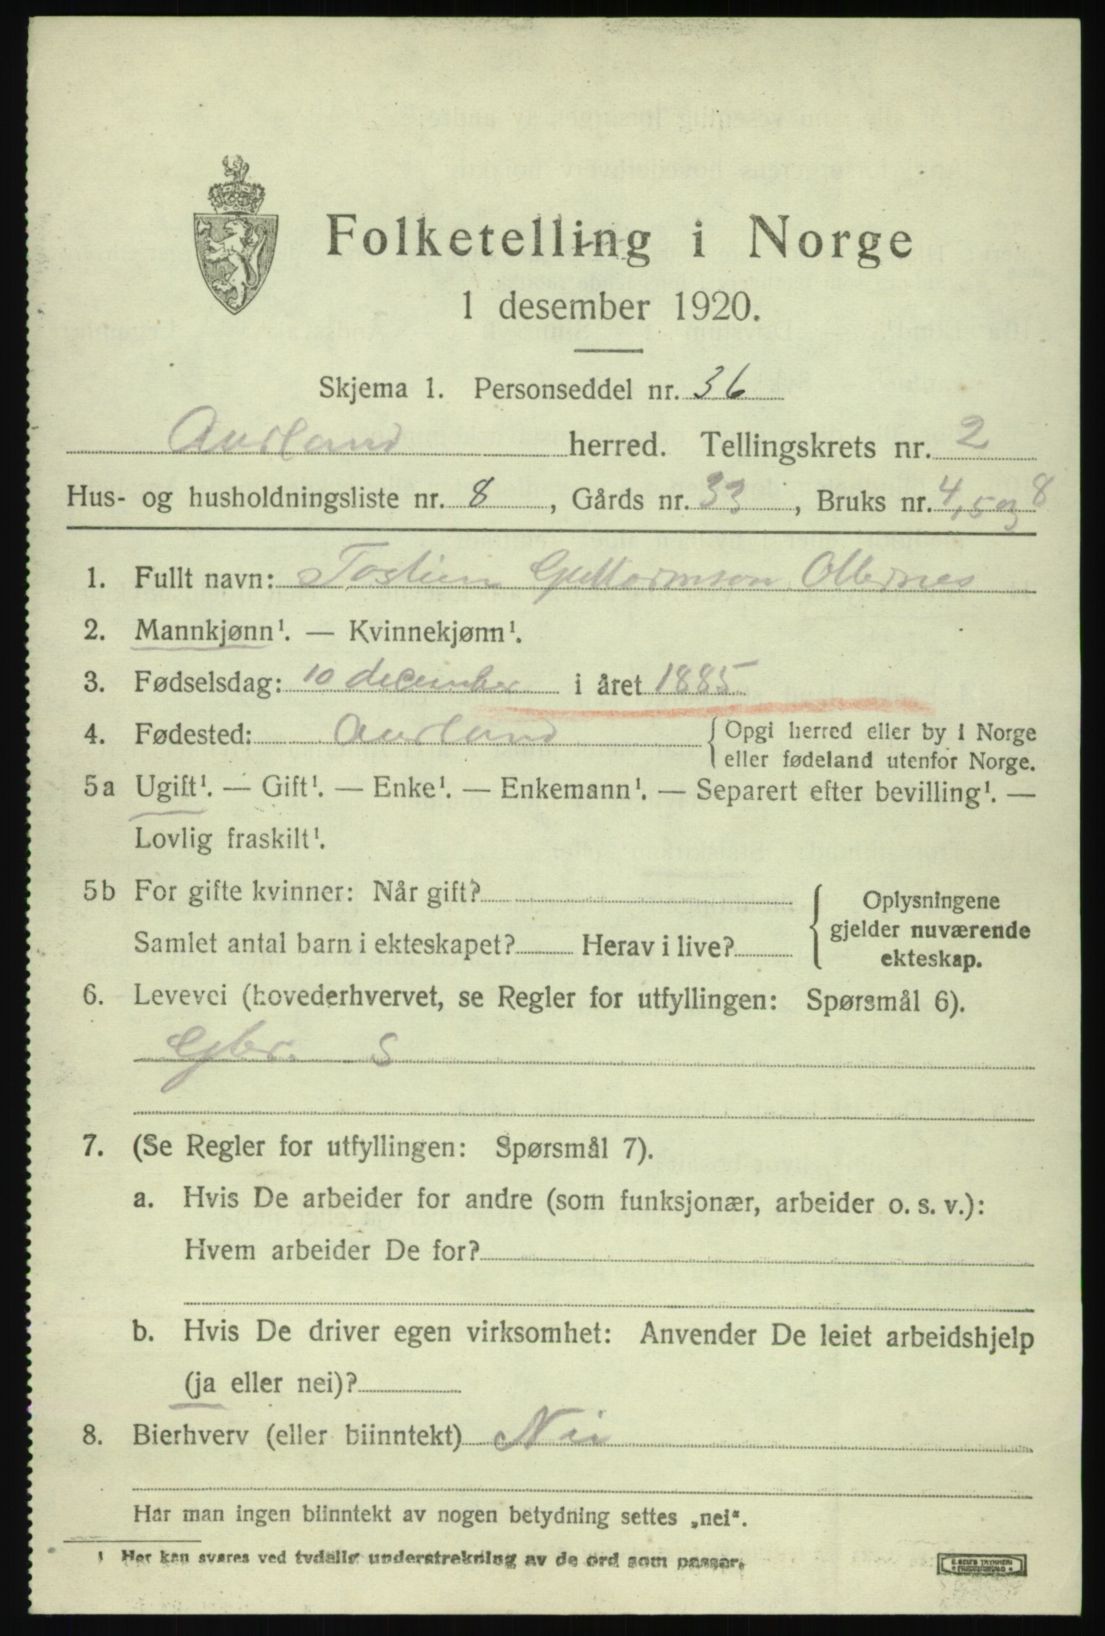 Folketelling i Norge
1 desember 1920.
Skjema 1. Personseddel nr. 36
Aurland herred. Tellingskrets nr. 2
Hus- og husholdningsliste nr. 8, Gårds nr. 33, Bruks nr. 4, 5 og 8
1. Fullt navn: Tostien Guttormson Otternes
2. Mannkjønn¹. — Kvinnekjønn¹.
3. Fødselsdag: 10 december i året 1885
4. Fødested: Aurland { Opgi herred eller by i Norge
eller fødeland utenfor Norge.
5a Ugift¹. — Gift¹. — Enke¹. — Enkemann¹. — Separert efter bevilling¹. —
Lovlig fraskilt¹.
5b For gifte kvinner: Når gift?
Samlet antal barn i ekteskapet? Herav i live?
{ Oplysningene
gjelder nuværende
ekteskap.
6. Levevei (hovederhvervet, se Regler for utfyllingen: Spørsmål 6).
Gbr. S
7. (Se Regler for utfyllingen: Spørsmål 7).
a. Hvis De arbeider for andre (som funksjonær, arbeider o. s. v.):
Hvem arbeider De for?
b. Hvis De driver egen virksomhet: Anvender De leiet arbeidshjelp
(ja eller nei)?
8. Bierhverv (eller biinntekt) Nei
Har man ingen biinntekt av nogen betydning settes „nei".
¹ Her kan svares ved tydelig understrekning av de ord som passer.